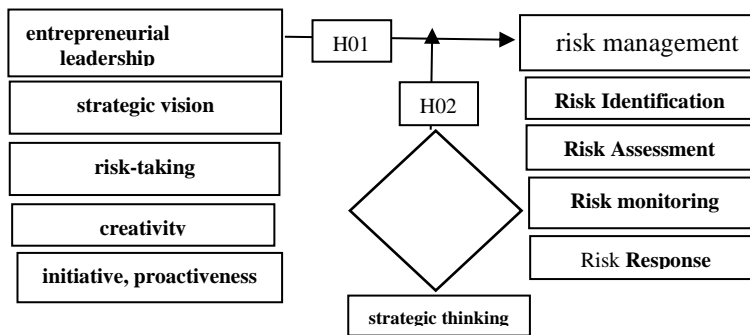 entrepreneurial
leadership
strategic vision
risk-taking
creativity
initiative, proactiveness
H01
H02
strategic thinking
risk management
Risk Identification
Risk Assessment
Risk monitoring
Risk Response